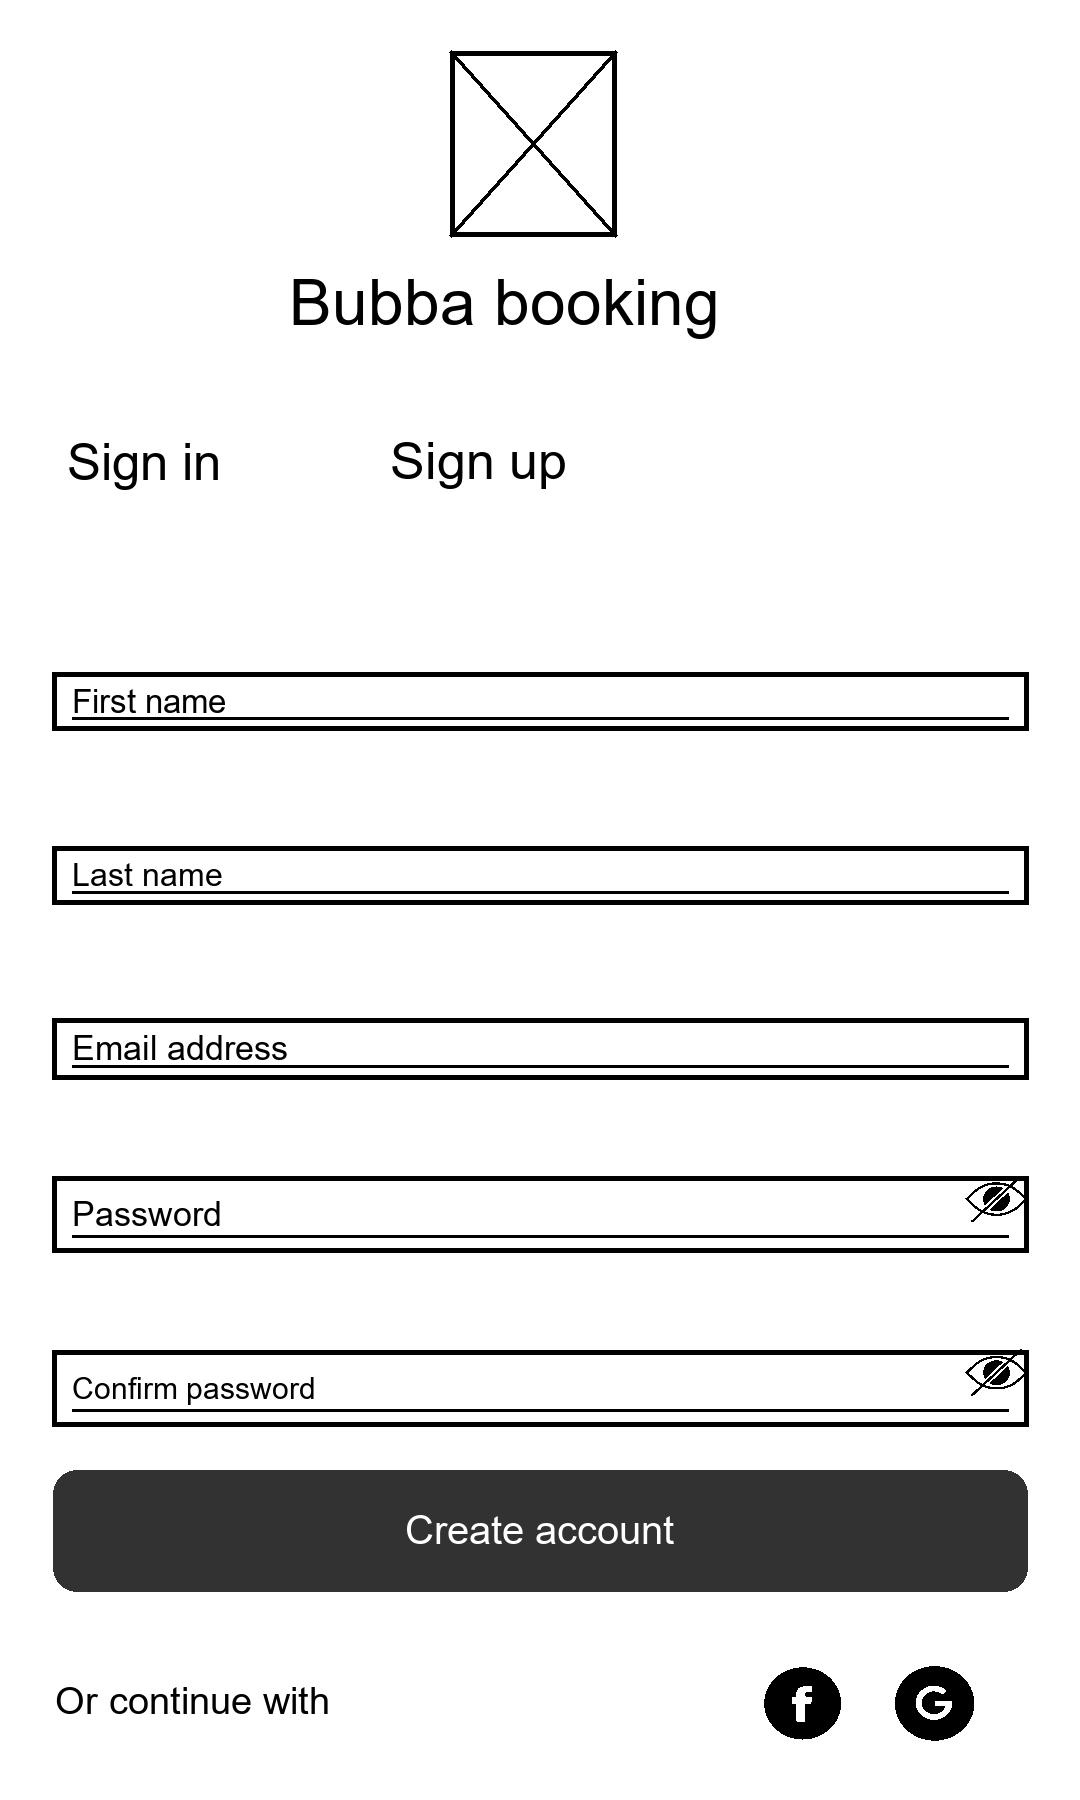 Bubba booking
Sign in
Sign up
First name
Last name
Email address
Password
Confirm password
Create account
Or continue with
f G